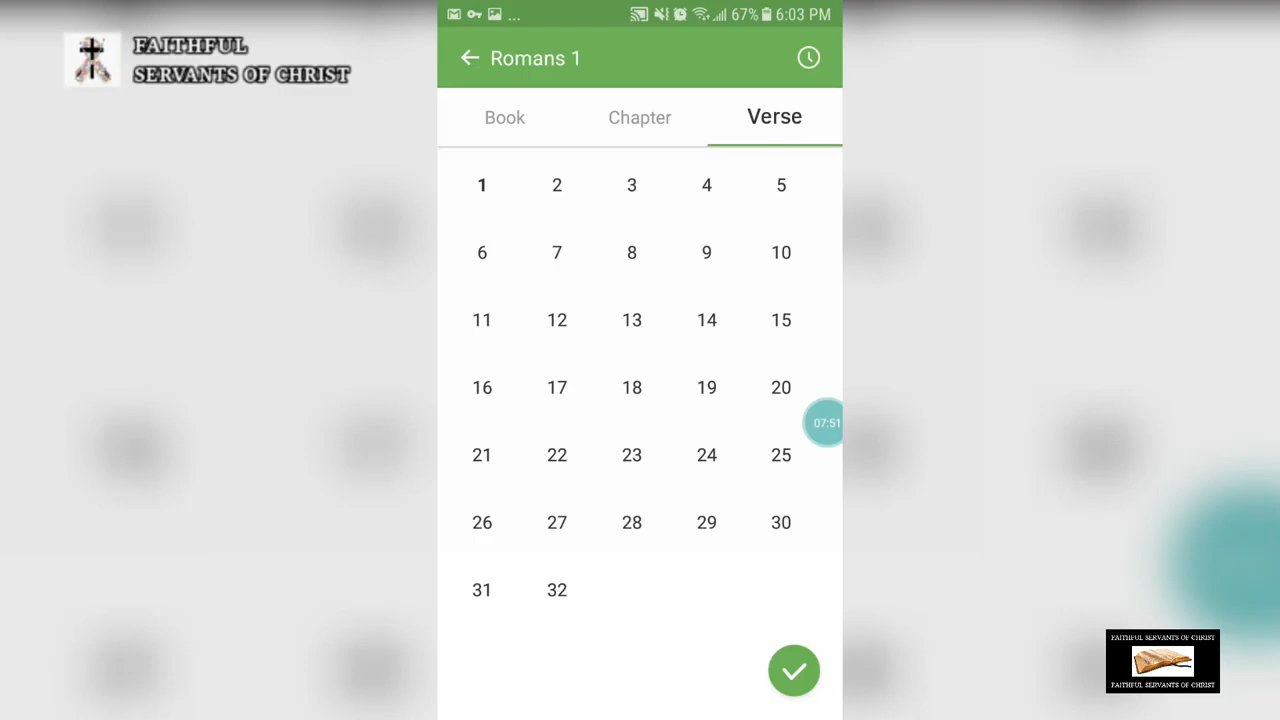 FAITHFUL
SERVANTS OF CHRIST
... 67% 6:03 PM
Romans 1
Book Chapter Verse
1 2 3 4 5
6 7 8 9 10
11 12 13 14 15
16 17 18 19 20
07:51
21 22 23 24 25
26 27 28 29 30
31 32
FAITHFUL SERVANTS OF CHRIST
FAITHFUL SERVANTS OF CHRIST